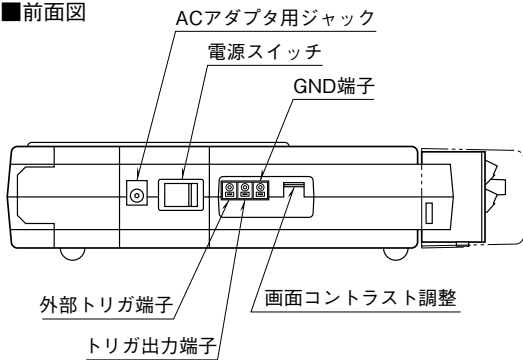 ■前面図
ACアダプタ用ジャック
電源スイッチ
GND端子
外部トリガ端子
画面コントラスト調整
トリガ出力端子